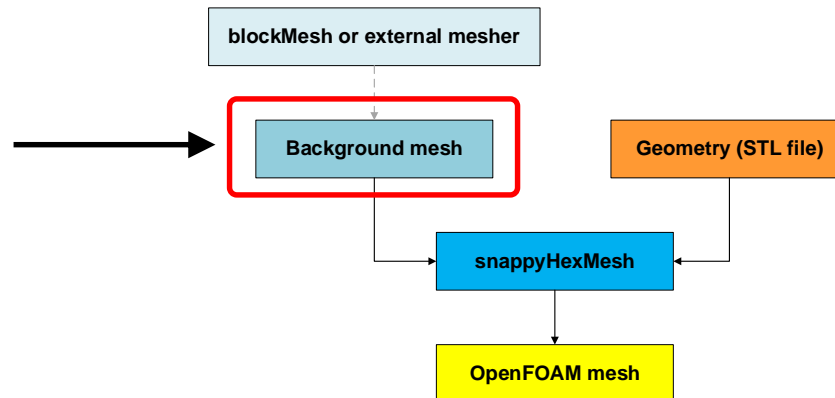 blockMesh or external mesher
Background mesh
Geometry (STL file)
snappyHexMesh
OpenFOAM mesh